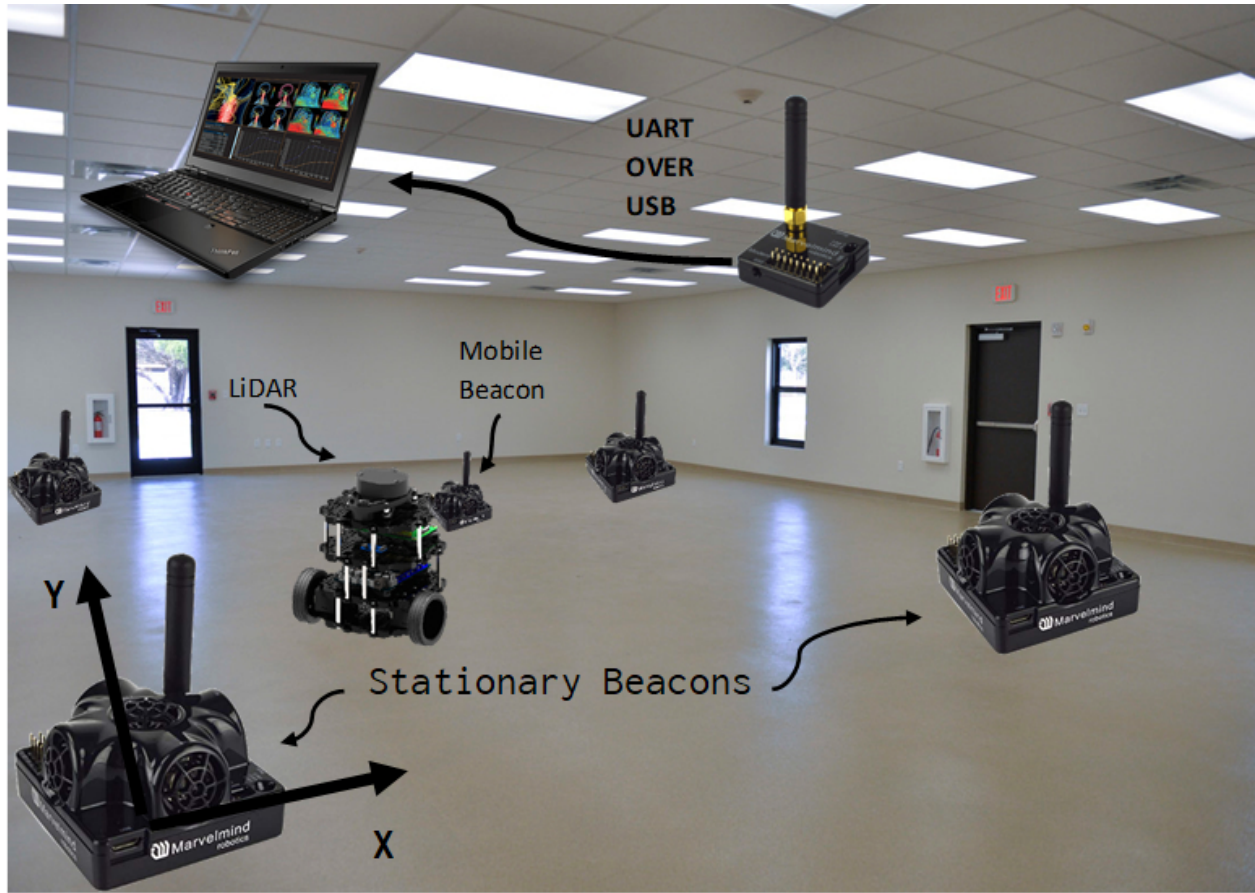 UART
OVER
USB
EXIT
EXIT
Mobile
Beacon
LiDAR
Y
Stationary Beacons
Marvelmind
robotics
Marvelmind
robotics
X